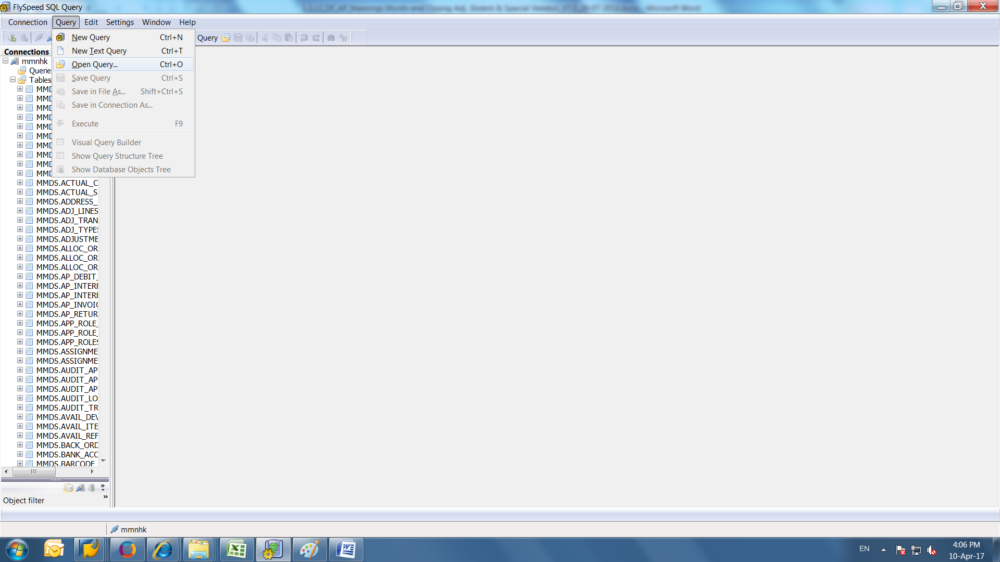 FlySpeed SQL Query
Connection Query Edit Settings Window Help
Query
New Query Ctrl+N
New Text Query Ctrl+T
Open Query... Ctrl+O
Save Query Ctrl+S
Save in File As... Shift+Ctrl+S
Save in Connection As...
Execute F9
Visual Query Builder
Show Query Structure Tree
Show Database Objects Tree
Connections
mmnhk
Querie
Tables
MMD
MMD
MMD
MMD
MMD
MMD
MMD
MMD
MMD
MMD
MMDS.ACTUAL_C
MMDS.ACTUAL_S
MMDS.ADDRESS_
MMDS.ADJ_LINES
MMDS.ADJ_TRAN
MMDS.ADJ_TYPES
MMDS.ADJUSTME
MMDS.ALLOC_OR
MMDS.ALLOC_OR
MMDS.ALLOC_OR
MMDS.AP_DEBIT_
MMDS.AP_INTERF
MMDS.AP_INTERF
MMDS.AP_INVOIC
MMDS.AP_RETUR
MMDS.APP_ROLE_
MMDS.APP_ROLE_
MMDS.APP_ROLES
MMDS.ASSIGNME
MMDS.ASSIGNME
MMDS.AUDIT_AP
MMDS.AUDIT_AP
MMDS.AUDIT_AP
MMDS.AUDIT_LO
MMDS.AUDIT_TR
MMDS.AVAIL_DEV
MMDS.AVAIL_ITE
MMDS.AVAIL_REF
MMDS.BACK_ORD
MMDS.BANK_ACC
MMDS.BARCODE
Object filter
mmnhk
EN
4:06 PM
10-Apr-17